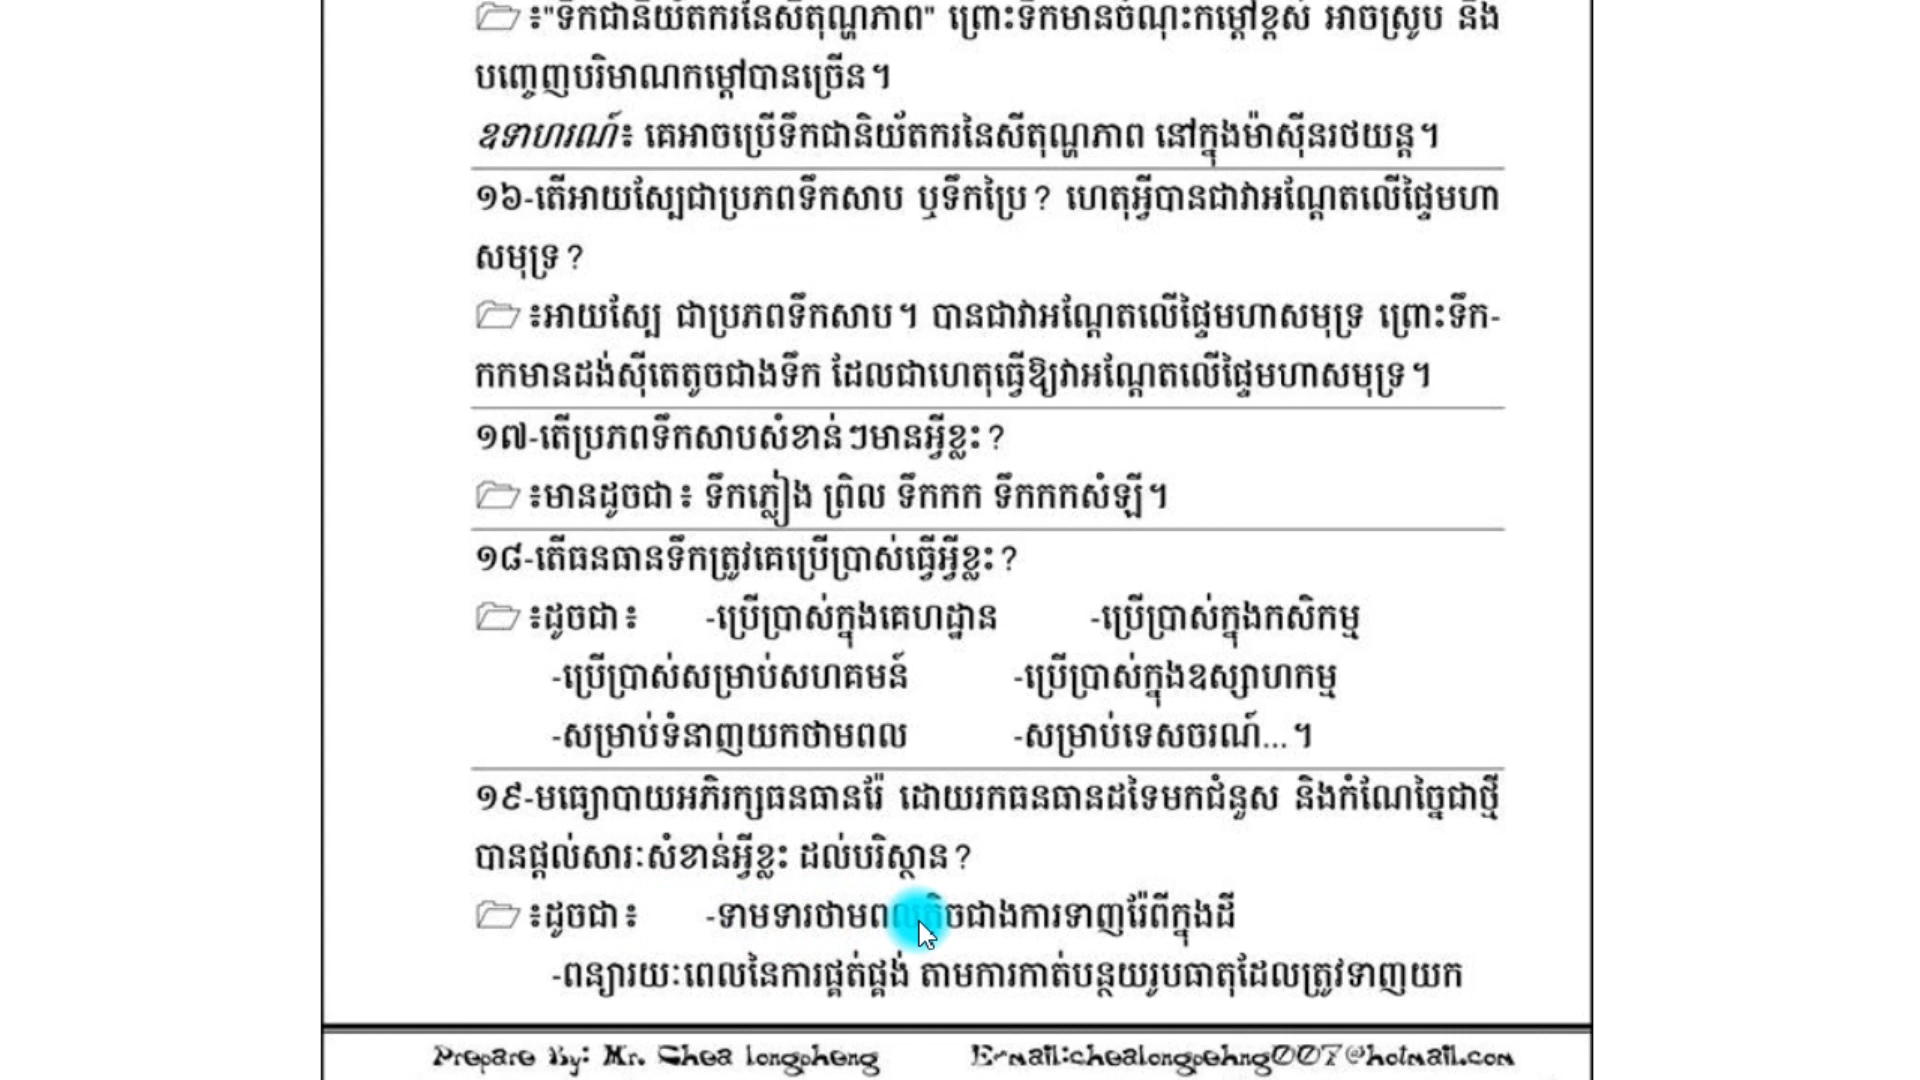 ៖"ទឹកជានិយ័តករនៃសីតុណ្ហភាព" ព្រោះទឹកមានចំណុះកម្តៅខ្ពស់ អាចស្រូប និង
បញ្ចេញបរិមាណកម្តៅបានច្រើន។
ឧទាហរណ៍៖ គេអាចប្រើទឹកជានិយ័តករនៃសីតុណ្ហភាព នៅក្នុងម៉ាស៊ីនរថយន្ត។
១៦-តើអាយស្ប៊ែជាប្រភពទឹកសាប ឬទឹកប្រៃ? ហេតុអ្វីបានជាវាអណ្តែតលើផ្ទៃមហា
សមុទ្រ?
៖អាយស្ប៊ែ ជាប្រភពទឹកសាប។ បានជាវាអណ្តែតលើផ្ទៃមហាសមុទ្រ ព្រោះទឹក-
កកមានដង់ស៊ីតេតូចជាងទឹក ដែលជាហេតុធ្វើឱ្យវាអណ្តែតលើផ្ទៃមហាសមុទ្រ។
១៧-តើប្រភពទឹកសាបសំខាន់ៗមានអ្វីខ្លះ?
៖មានដូចជា៖ ទឹកភ្លៀង ព្រិល ទឹកកក ទឹកកកសំឡី។
១៨-តើធនធានទឹកត្រូវគេប្រើប្រាស់ធ្វើអ្វីខ្លះ?
៖ដូចជា៖ -ប្រើប្រាស់ក្នុងគេហដ្ឋាន -ប្រើប្រាស់ក្នុងកសិកម្ម
-ប្រើប្រាស់សម្រាប់សហគមន៍ -ប្រើប្រាស់ក្នុងឧស្សាហកម្ម
-សម្រាប់ទំនាញយកថាមពល -សម្រាប់ទេសចរណ៍...។
១៩-មធ្យោបាយអភិរក្សធនធានរ៉ែ ដោយរកធនធានដទៃមកជំនួស និងកំណែច្នៃជាថ្មី
បានផ្តល់សារៈសំខាន់អ្វីខ្លះ ដល់បរិស្ថាន?
៖ដូចជា៖ -ទាមទារថាមពលតិចជាងការទាញរ៉ែពីក្នុងដី
-ពន្យារយៈពេលនៃការផ្គត់ផ្គង់ តាមការកាត់បន្ថយរូបធាតុដែលត្រូវទាញយក
Prepare By: Mr. Chea longpheng E-mail:chealongpehng007@hotmail.com